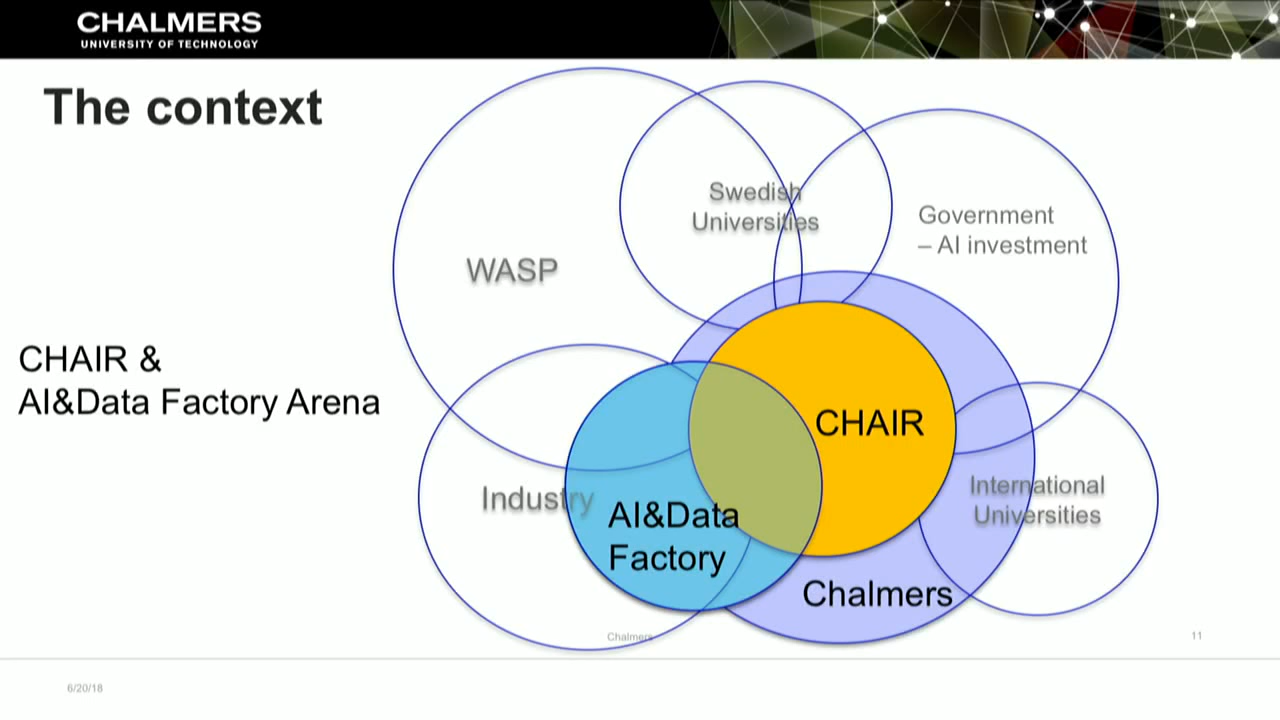 CHALMERS
UNIVERSITY OF TECHNOLOGY
The context
Swedish
Universities
Government
– AI investment
WASP
CHAIR &
AI&Data Factory Arena
CHAIR
International
Universities
Industry
AI&Data
Factory
Chalmers
Chalmers
11
6/20/18